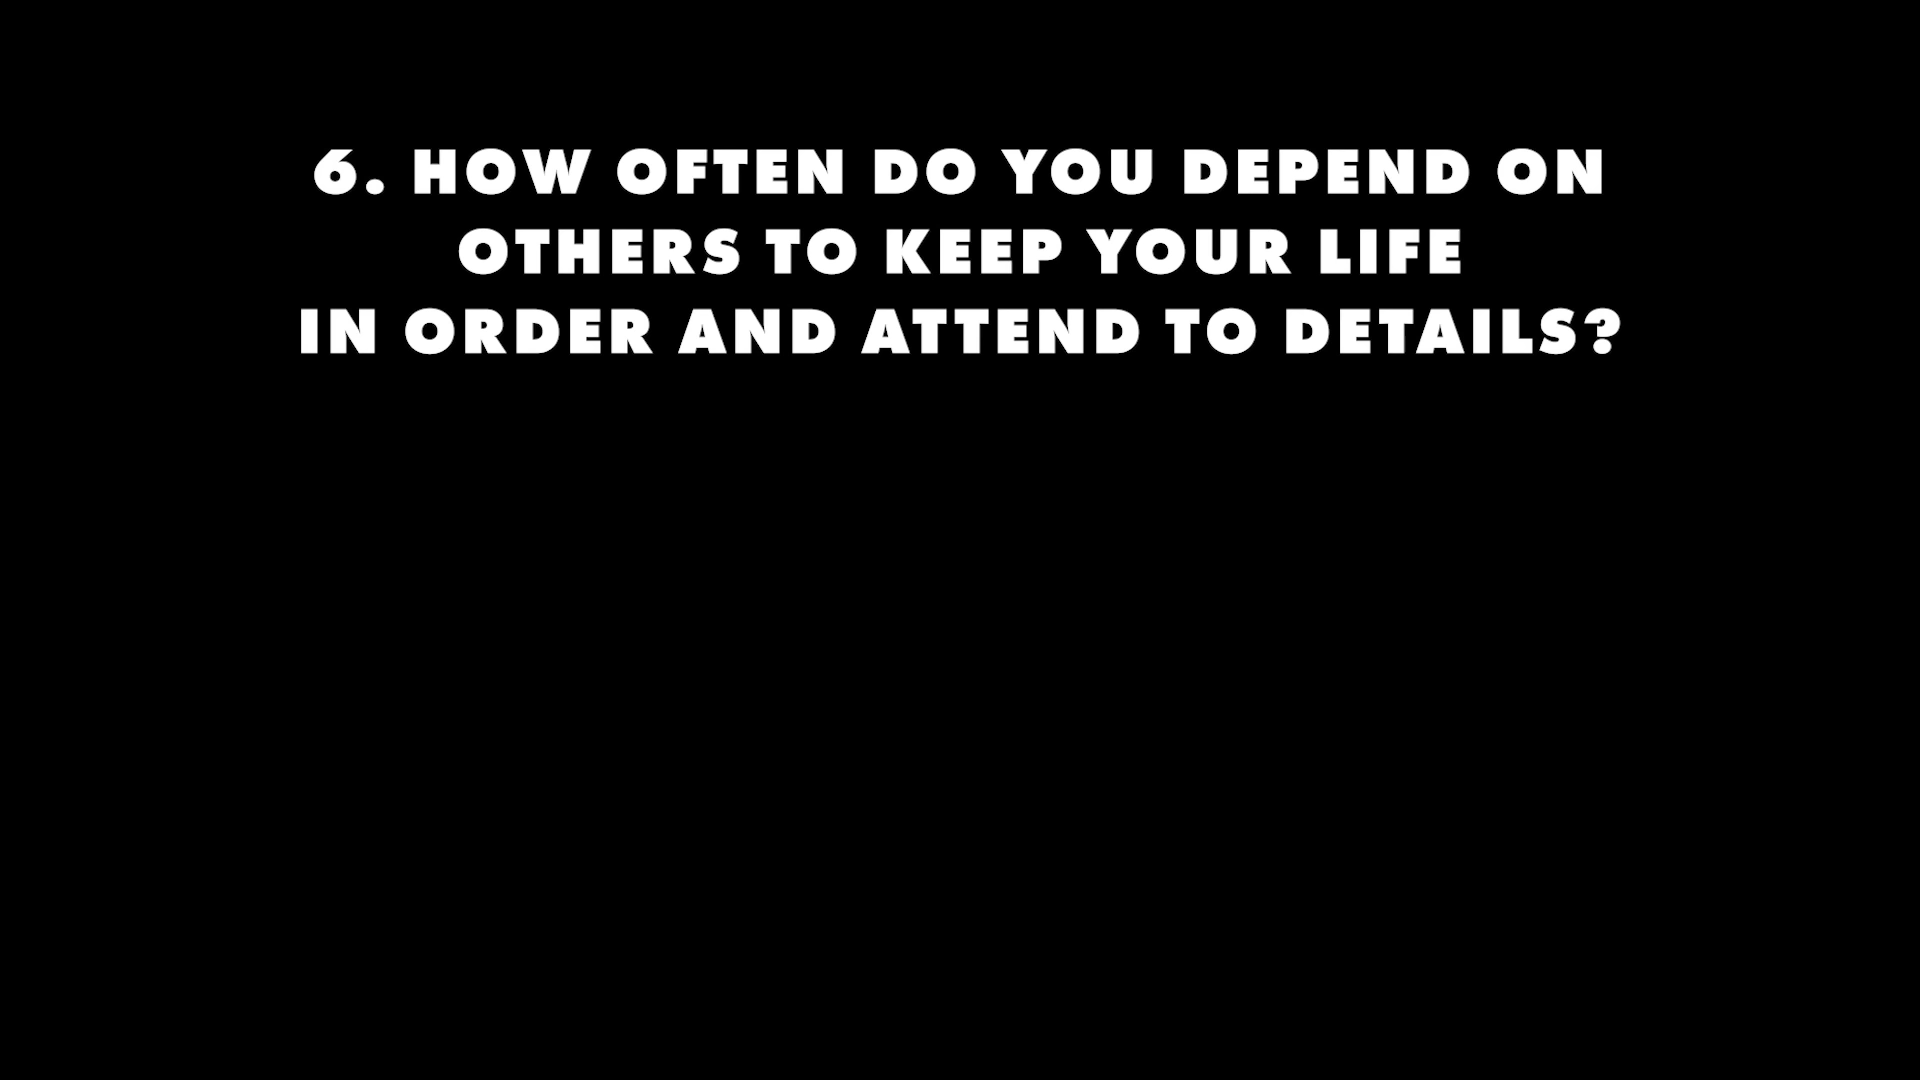 6. HOW OFTEN DO YOU DEPEND ON
OTHERS TO KEEP YOUR LIFE
IN ORDER AND ATTEND TO DETAILS?